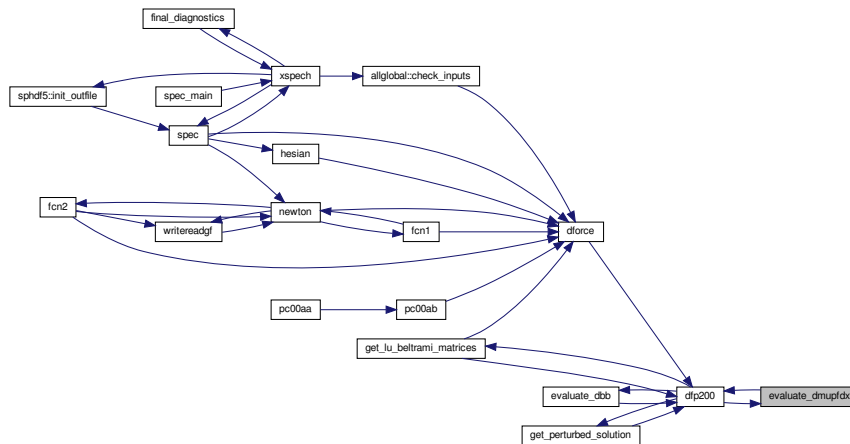 final_diagnostics
xspech
allglobal::check_inputs
sphdf5::init_outfile
spec_main
spec
hesian
fcn2
newton
writereadgf
fcn1
dforce
pc00aa
pc00ab
get_lu_beltrami_matrices
evaluate_dbb
dfp200
evaluate_dmupfdx
get_perturbed_solution